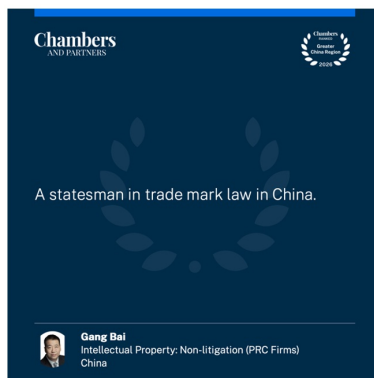 Chambers
AND PARTNERS
Chambers
AWARDS
Greater
China Region
2026
A statesman in trade mark law in China.
Gang Bai
Intellectual Property: Non-litigation (PRC Firms)
China